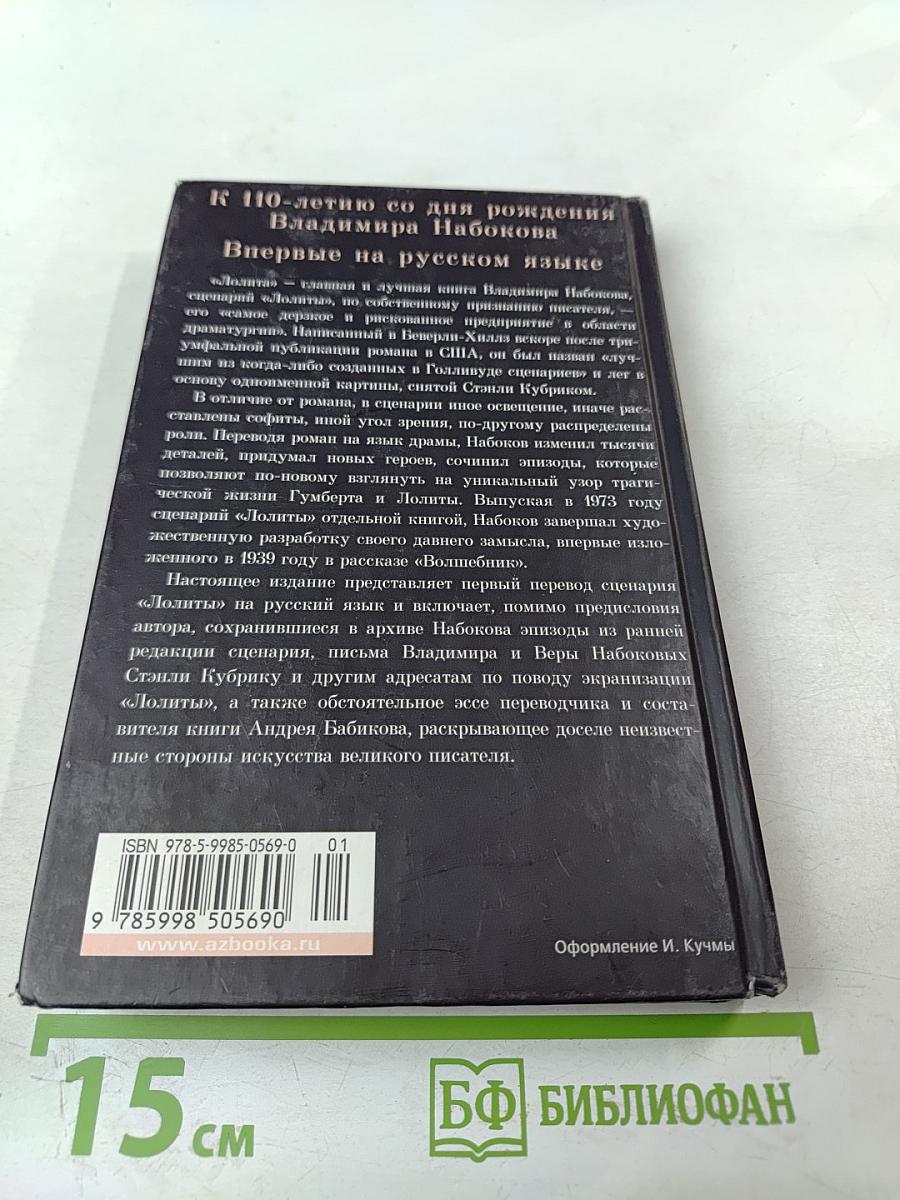 К 110-летию со дня рождения
Владимира Набокова
Впервые на русском языке
«Лолита» — главная и лучшая книга Владимира Набокова,
сценарий «Лолиты», по собственному признанию писателя, —
его «самое дерзкое и рискованное предприятие в области
драматургии». Написанный в Беверли-Хиллз вскоре после три-
умфальной публикации романа в США, он был назван «луч-
шим из когда-либо созданных в Голливуде сценариев» и лег в
основу одноименной картины, снятой Стэнли Кубриком.
В отличие от романа, в сценарии иное освещение, иначе рас-
ставлены софиты, иной угол зрения, по-другому распределены
роли. Переводя роман на язык драмы, Набоков изменил тысячи
деталей, придумал новых героев, сочинил эпизоды, которые
позволяют по-новому взглянуть на уникальный узор траги-
ческой жизни Гумберта и Лолиты. Выпуская в 1973 году
сценарий «Лолиты» отдельной книгой, Набоков завершал худо-
жественную разработку своего давнего замысла, впервые изло-
женного в 1939 году в рассказе «Волшебник».
Настоящее издание представляет первый перевод сценария
«Лолиты» на русский язык и включает, помимо предисловия
автора, сохранившиеся в архиве Набокова эпизоды из ранней
редакции сценария, письма Владимира и Веры Набоковых
Стэнли Кубрику и другим адресатам по поводу экранизации
«Лолиты», а также обстоятельное эссе переводчика и соста-
вителя книги Андрея Бабикова, раскрывающее доселе неизвест-
ные стороны искусства великого писателя.
ISBN 978-5-9985-0569-0 01
9 785998 505690
www.azbooka.ru
Оформление И. Кучмы
15 см
БФ БИБЛИОФАН